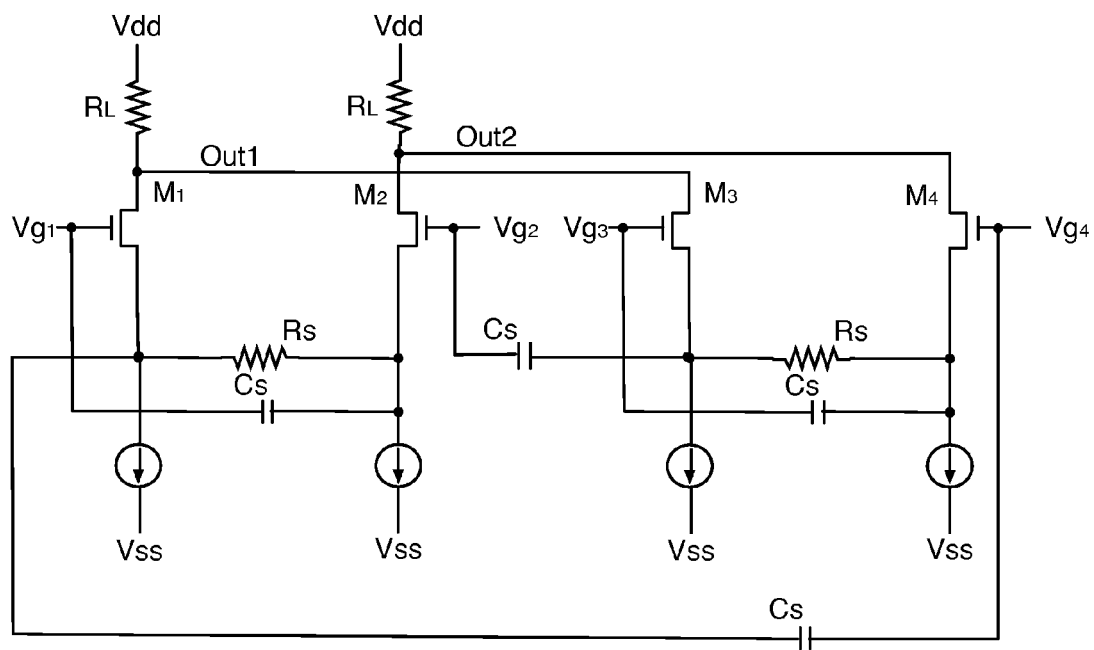 Vdd Vdd
RL RL
Out1 Out2
M1 M2 M3 M4
Vg1 Vg2 Vg3 Vg4
Rs Cs Rs
Cs Cs
Vss Vss Vss Vss
Cs